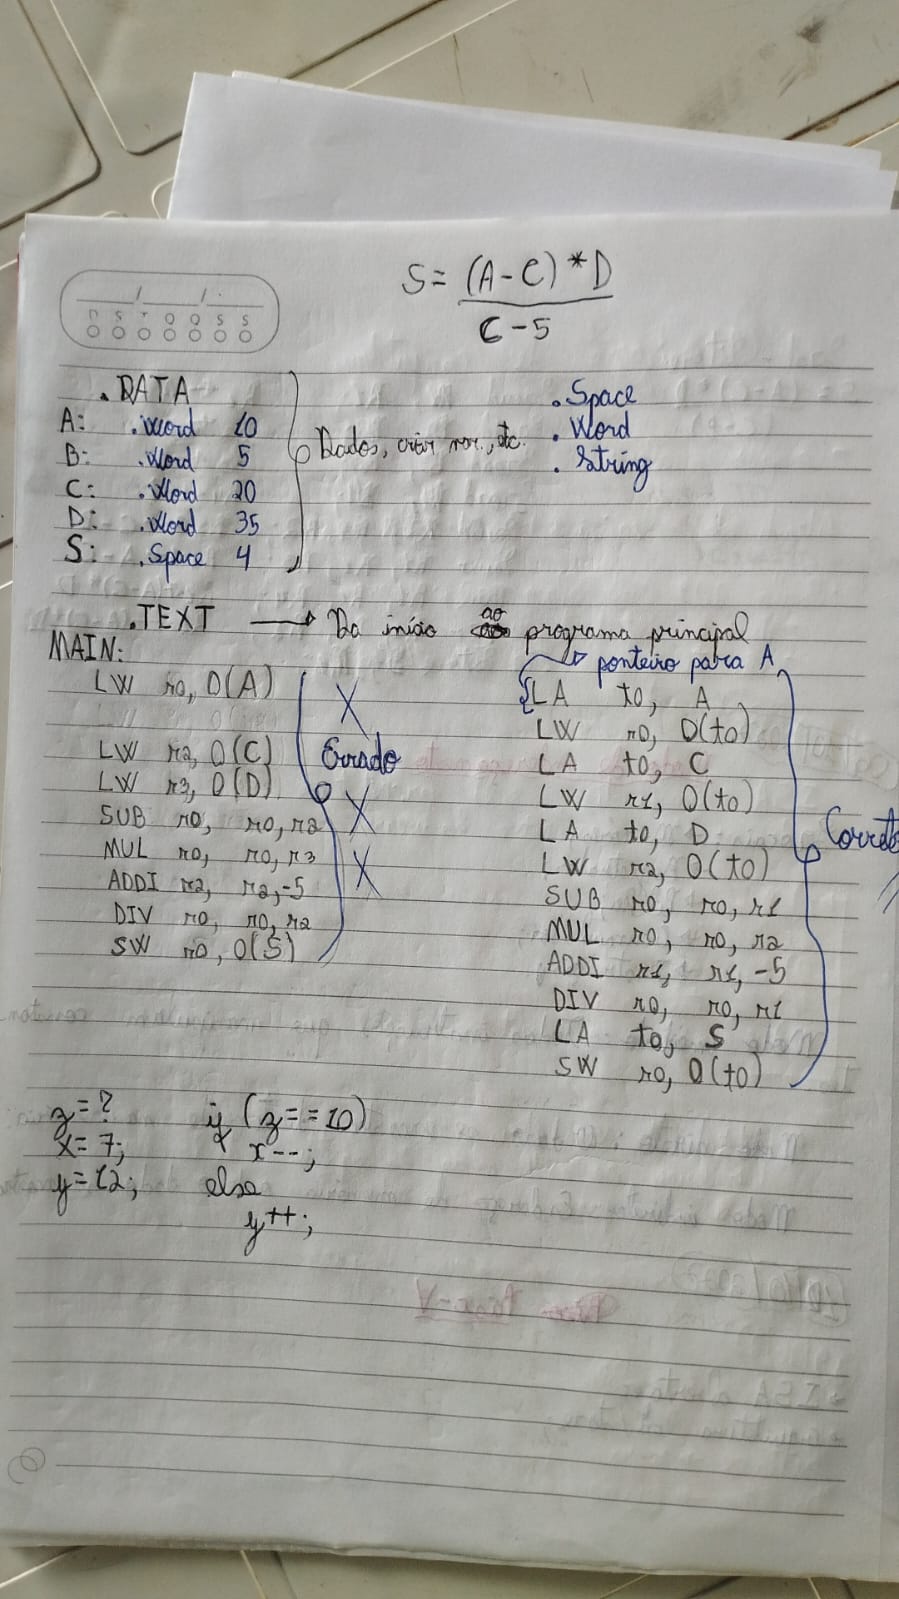 S = (A - C) * D
C - 5
D S T Q Q S S
.DATA
A: .Word 10
B: .Word 5
C: .Word 20
D: .Word 35
S: .Space 4
Dados, criar var., etc.
.Space
.Word
.String
.TEXT → Da início ao programa principal
MAIN:
LW r0, 0(A)
LW r2, 0(C)
LW r3, 0(D)
SUB r0, r0, r2
MUL r0, r0, r3
ADDI r2, r2, -5
DIV r0, r0, r2
SW r0, 0(S)
X
Errado
X
X
ponteiro para A
LA t0, A
LW r0, 0(t0)
LA t0, C
LW r1, 0(t0)
LA t0, D
LW r2, 0(t0)
SUB r0, r0, r1
MUL r0, r0, r2
ADDI r1, r1, -5
DIV r0, r0, r1
LA t0, S
SW r0, 0(t0)
Correto
z = ?
x = 7;
y = 12;
if (z == 10)
x--;
else
y++;